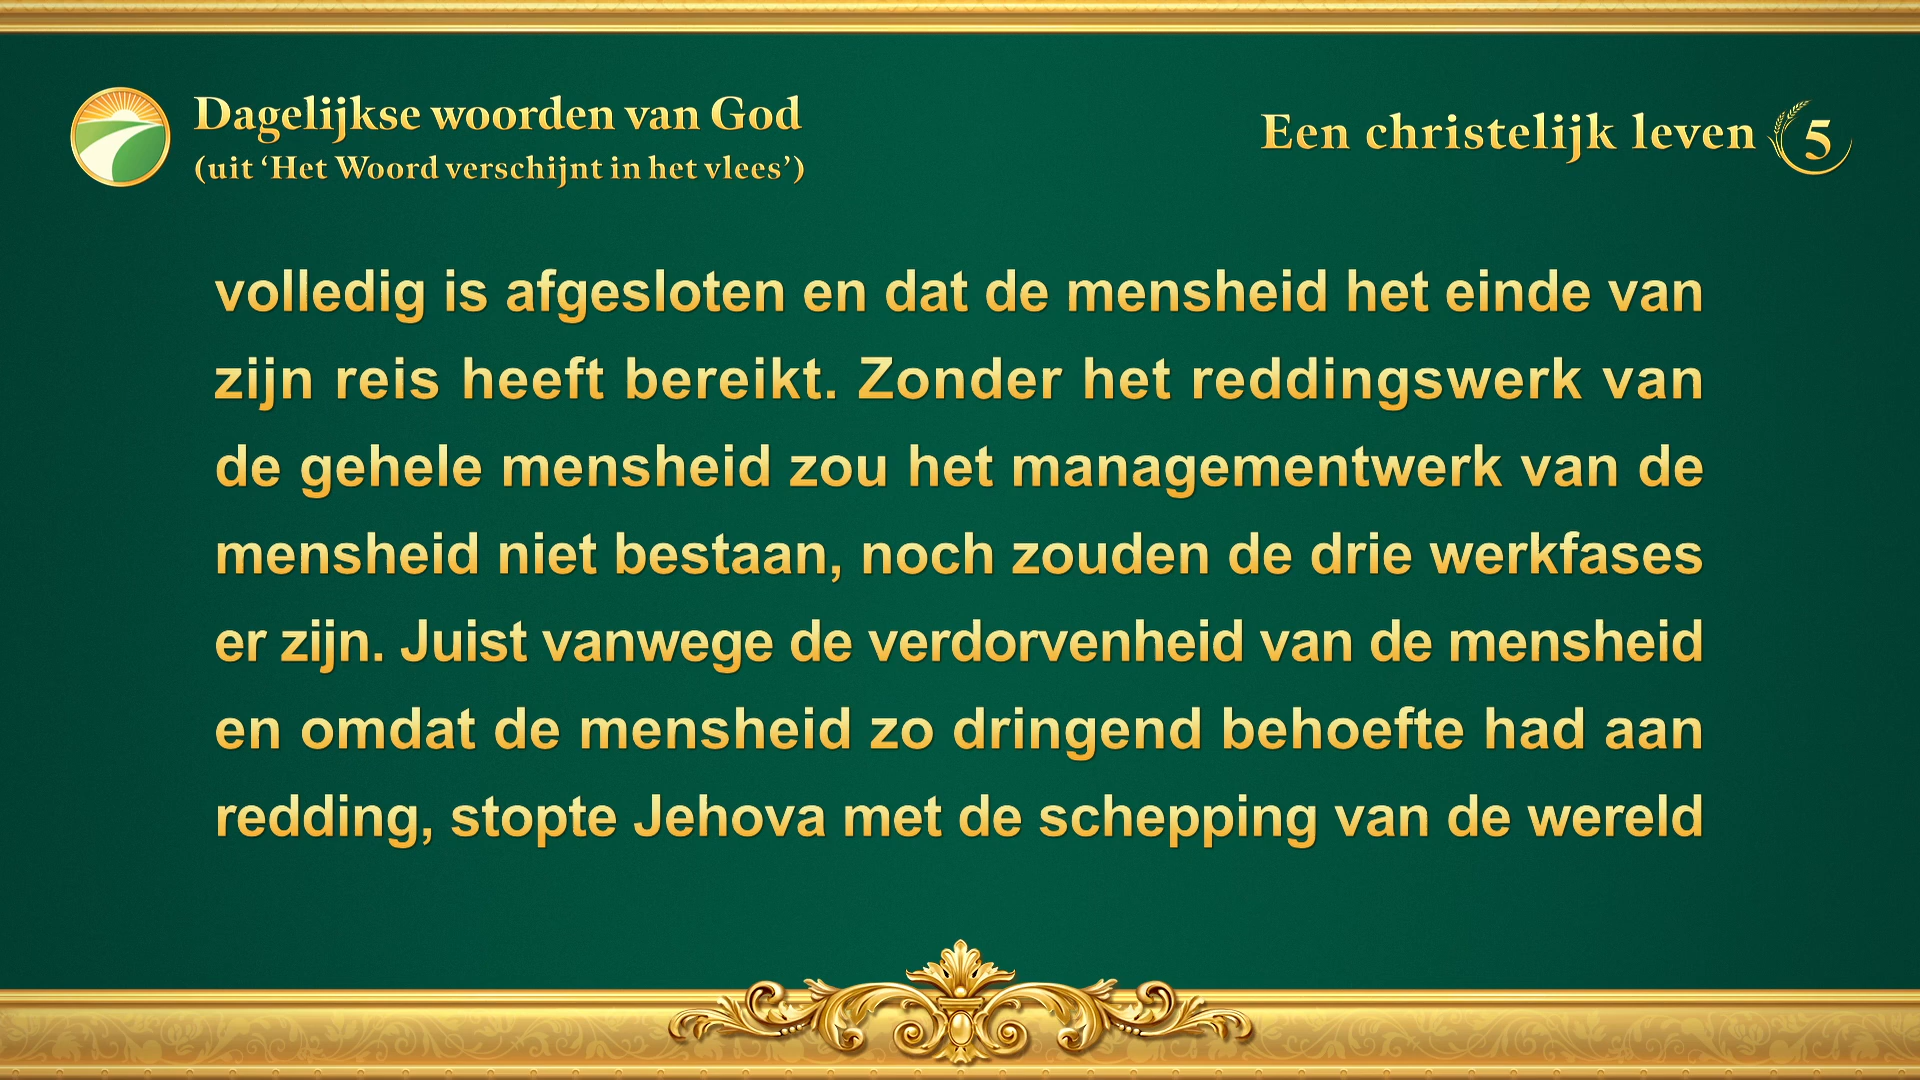 Dagelijkse woorden van God
(uit ‘Het Woord verschijnt in het vlees’)
Een christelijk leven 5
volledig is afgesloten en dat de mensheid het einde van
zijn reis heeft bereikt. Zonder het reddingswerk van
de gehele mensheid zou het managementwerk van de
mensheid niet bestaan, noch zouden de drie werkfases
er zijn. Juist vanwege de verdorvenheid van de mensheid
en omdat de mensheid zo dringend behoefte had aan
redding, stopte Jehova met de schepping van de wereld